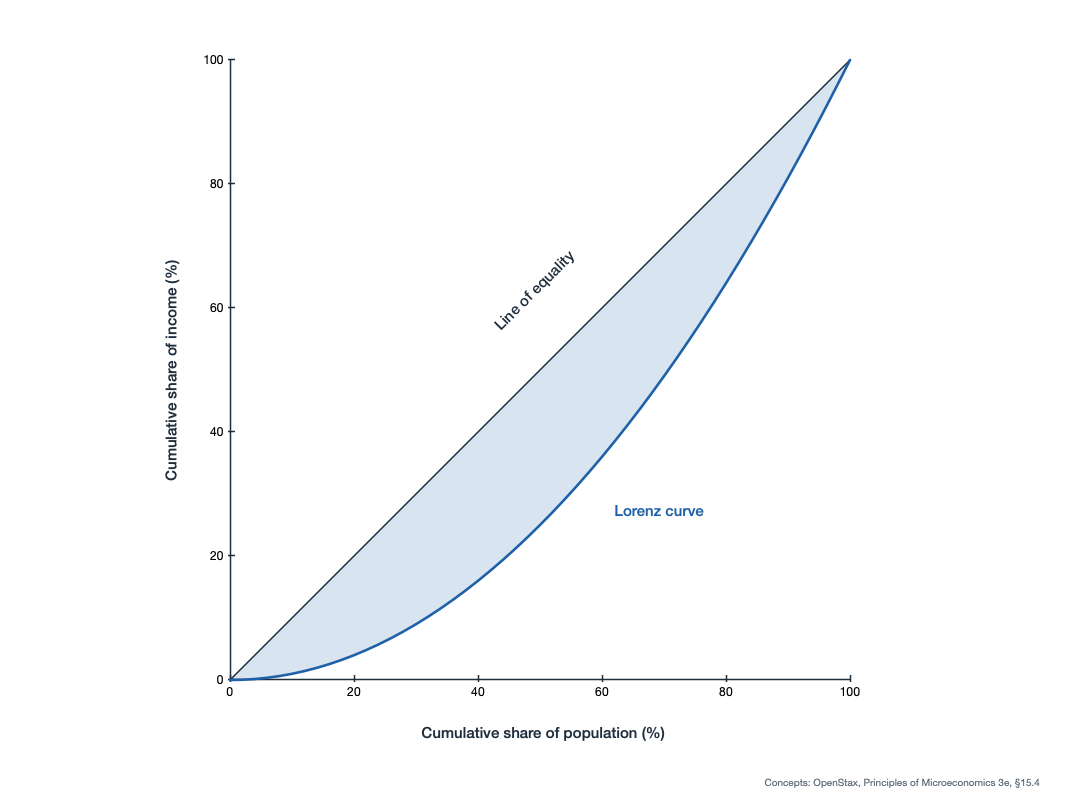 100
80
60
40
20
0
0 20 40 60 80 100
Cumulative share of income (%)
Line of equality
Lorenz curve
Cumulative share of population (%)
Concepts: OpenStax, Principles of Microeconomics 3e, §15.4